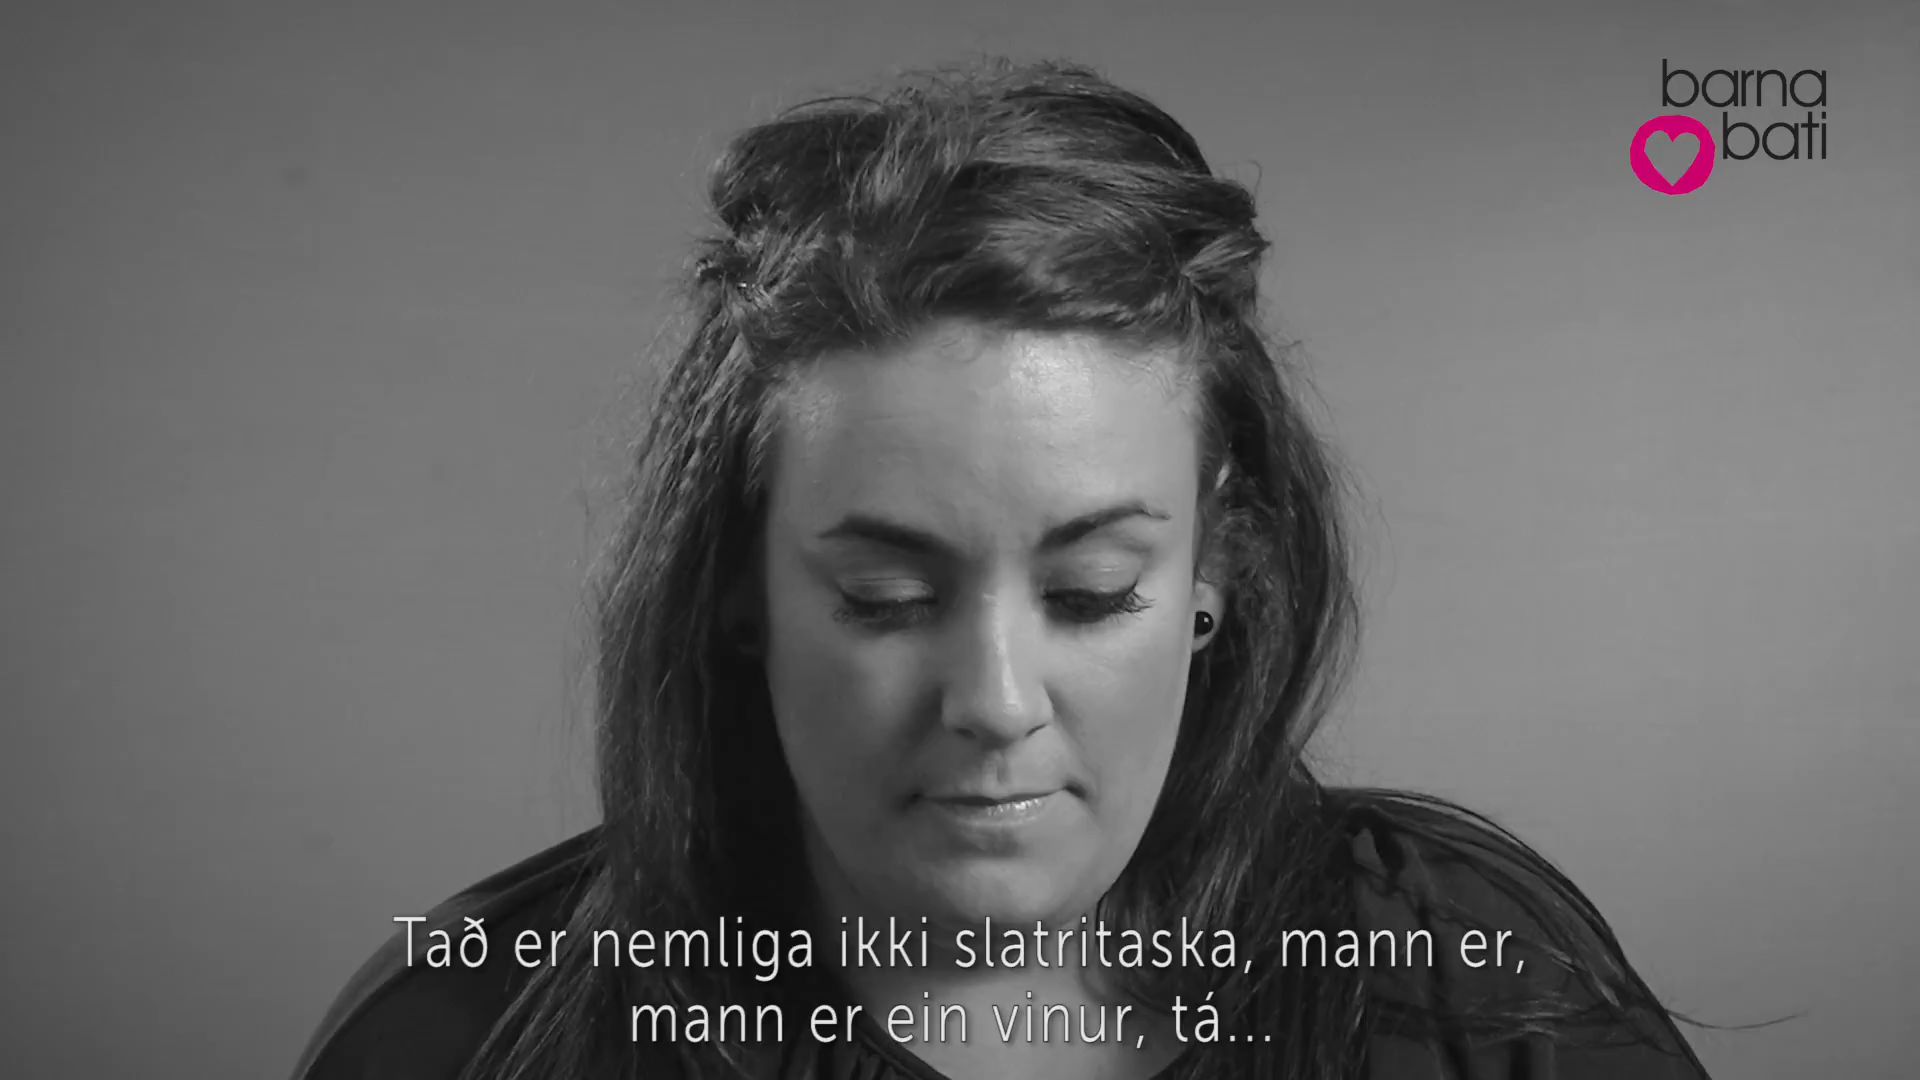 barna
bati
Tað er nemliga ikki slatritaska, mann er,
mann er ein vinur, tá...